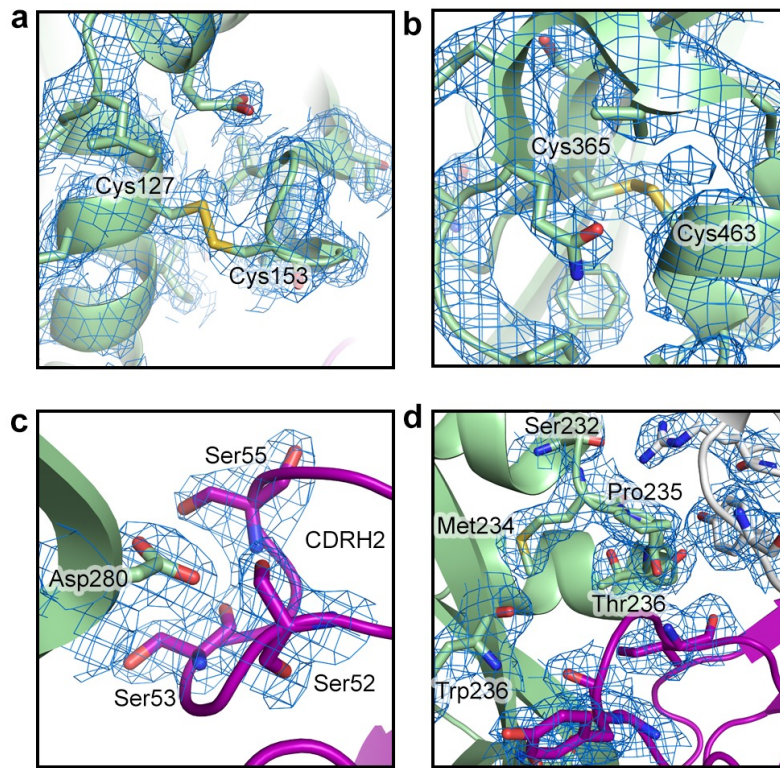 a
Cys127
Cys153
b
Cys365
Cys463
c
Ser55
CDRH2
Asp280
Ser53
Ser52
d
Ser232
Pro235
Met234
Thr236
Trp236